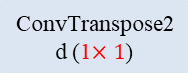 ConvTranspose2
d (1× 1)